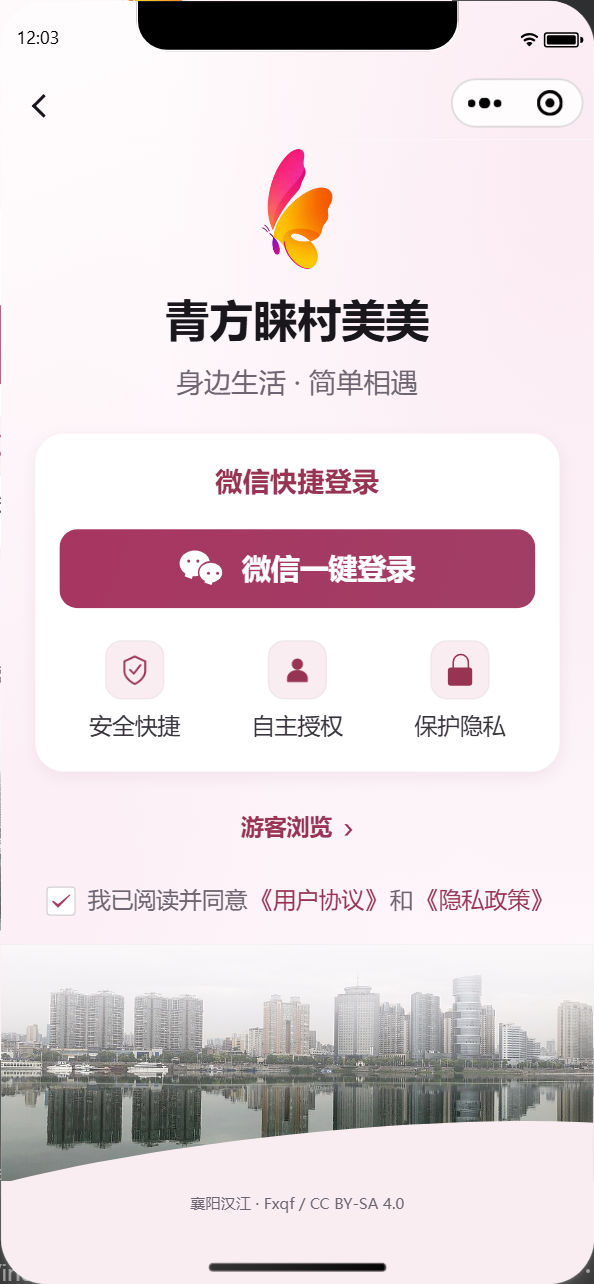 12:03
青方睐村美美
身边生活 · 简单相遇
微信快捷登录
微信一键登录
安全快捷 自主授权 保护隐私
游客浏览 ›
我已阅读并同意《用户协议》和《隐私政策》
襄阳汉江 · Fxqf / CC BY-SA 4.0